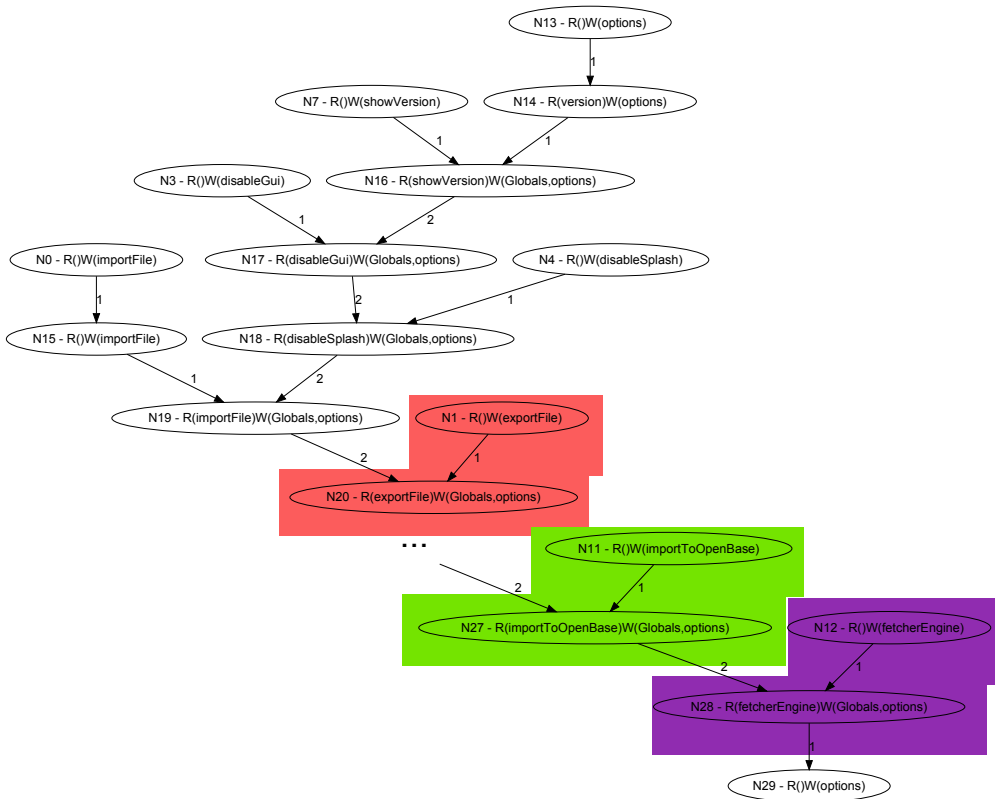 N13 - R()W(options)
1
N7 - R()W(showVersion)
N14 - R(version)W(options)
1
1
N3 - R()W(disableGui)
N16 - R(showVersion)W(Globals,options)
1
2
N0 - R()W(importFile)
N17 - R(disableGui)W(Globals,options)
N4 - R()W(disableSplash)
1
2
1
N15 - R()W(importFile)
N18 - R(disableSplash)W(Globals,options)
1
2
N19 - R(importFile)W(Globals,options)
N1 - R()W(exportFile)
2
1
N20 - R(exportFile)W(Globals,options)
...
N11 - R()W(importToOpenBase)
2
1
N27 - R(importToOpenBase)W(Globals,options)
N12 - R()W(fetcherEngine)
2
1
N28 - R(fetcherEngine)W(Globals,options)
1
N29 - R()W(options)